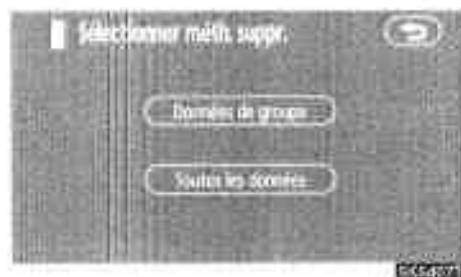 Sélectionner méth. suppr.
Données de groupe
Toutes les données